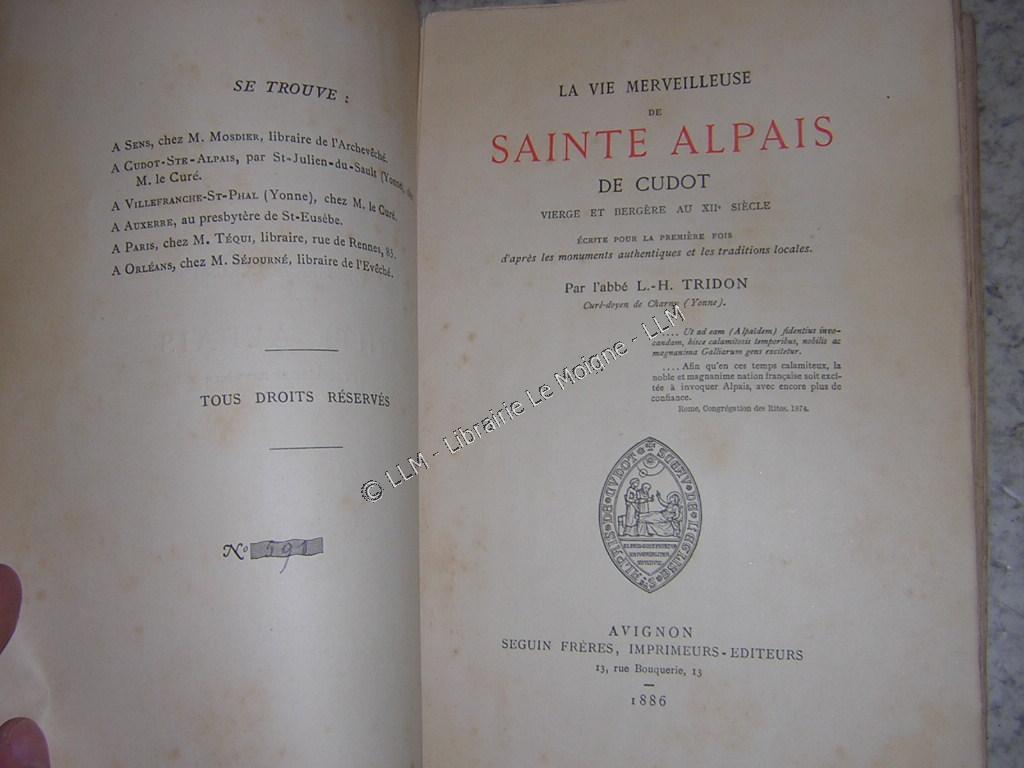 SE TROUVE :
A SENS, chez M. MOSDIER, libraire de l'Archevêché.
A CUDOT-STE-ALPAIS, par St-Julien-du-Sault (Yonne), chez
M. le Curé.
A VILLEFRANCHE-ST-PHAL (Yonne), chez M. le Curé.
A AUXERRE, au presbytère de St-Eusèbe.
A PARIS, chez M. TÉQUI, libraire, rue de Rennes, 85.
A ORLÉANS, chez M. SÉJOURNÉ, libraire de l'Evêché.
TOUS DROITS RÉSERVÉS
No 591
LA VIE MERVEILLEUSE
DE
SAINTE ALPAIS
DE CUDOT
VIERGE ET BERGÈRE AU XIIe SIÈCLE
ÉCRITE POUR LA PREMIÈRE FOIS
d'après les monuments authentiques et les traditions locales.
Par l'abbé L.-H. TRIDON
Curé-doyen de Charny (Yonne).
.... Ut ad eam (Alpaïdem) fidentius invo-
candam, hisce calamitosis temporibus, nobilis ac
magnanima Galliarum gens excitetur.
.... Afin qu'en ces temps calamiteux, la
noble et magnanime nation française soit exci-
tée à invoquer Alpais, avec encore plus de
confiance.
Rome, Congrégation des Rites, 1874.
© LLM - Librairie Le Moigne - LLM
AVIGNON
SEGUIN FRÈRES, IMPRIMEURS-EDITEURS
13, rue Bouquerie, 13
1886